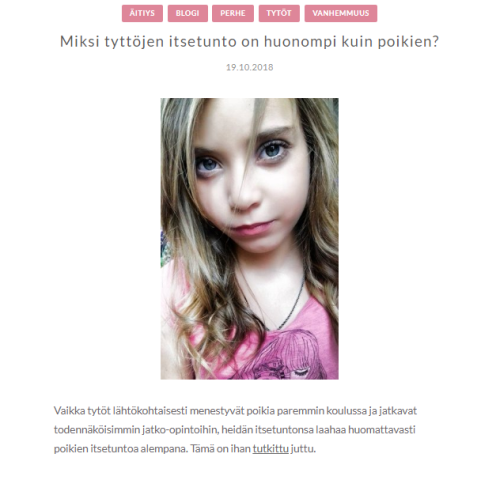 ÄITIYS BLOGI PERHE TYTÖT VANHEMMUUS
Miksi tyttöjen itsetunto on huonompi kuin poikien?
19.10.2018
Vaikka tytöt lähtökohtaisesti menestyvät poikia paremmin koulussa ja jatkavat
todennäköisimmin jatko-opintoihin, heidän itsetuntonsa laahaa huomattavasti
poikien itsetuntoa alempana. Tämä on ihan tutkittu juttu.